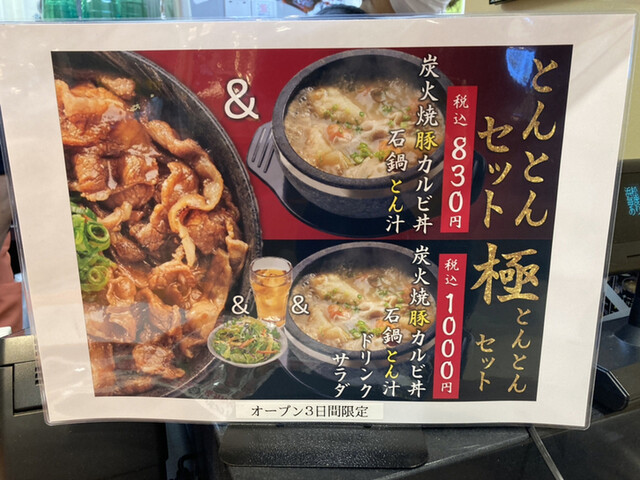 とんとん
セット
税込830円
炭火焼豚カルビ丼
石鍋とん汁
&
極とんとん
セット
税込1000円
炭火焼豚カルビ丼
石鍋とん汁
ドリンク
サラダ
&
&
オープン3日間限定